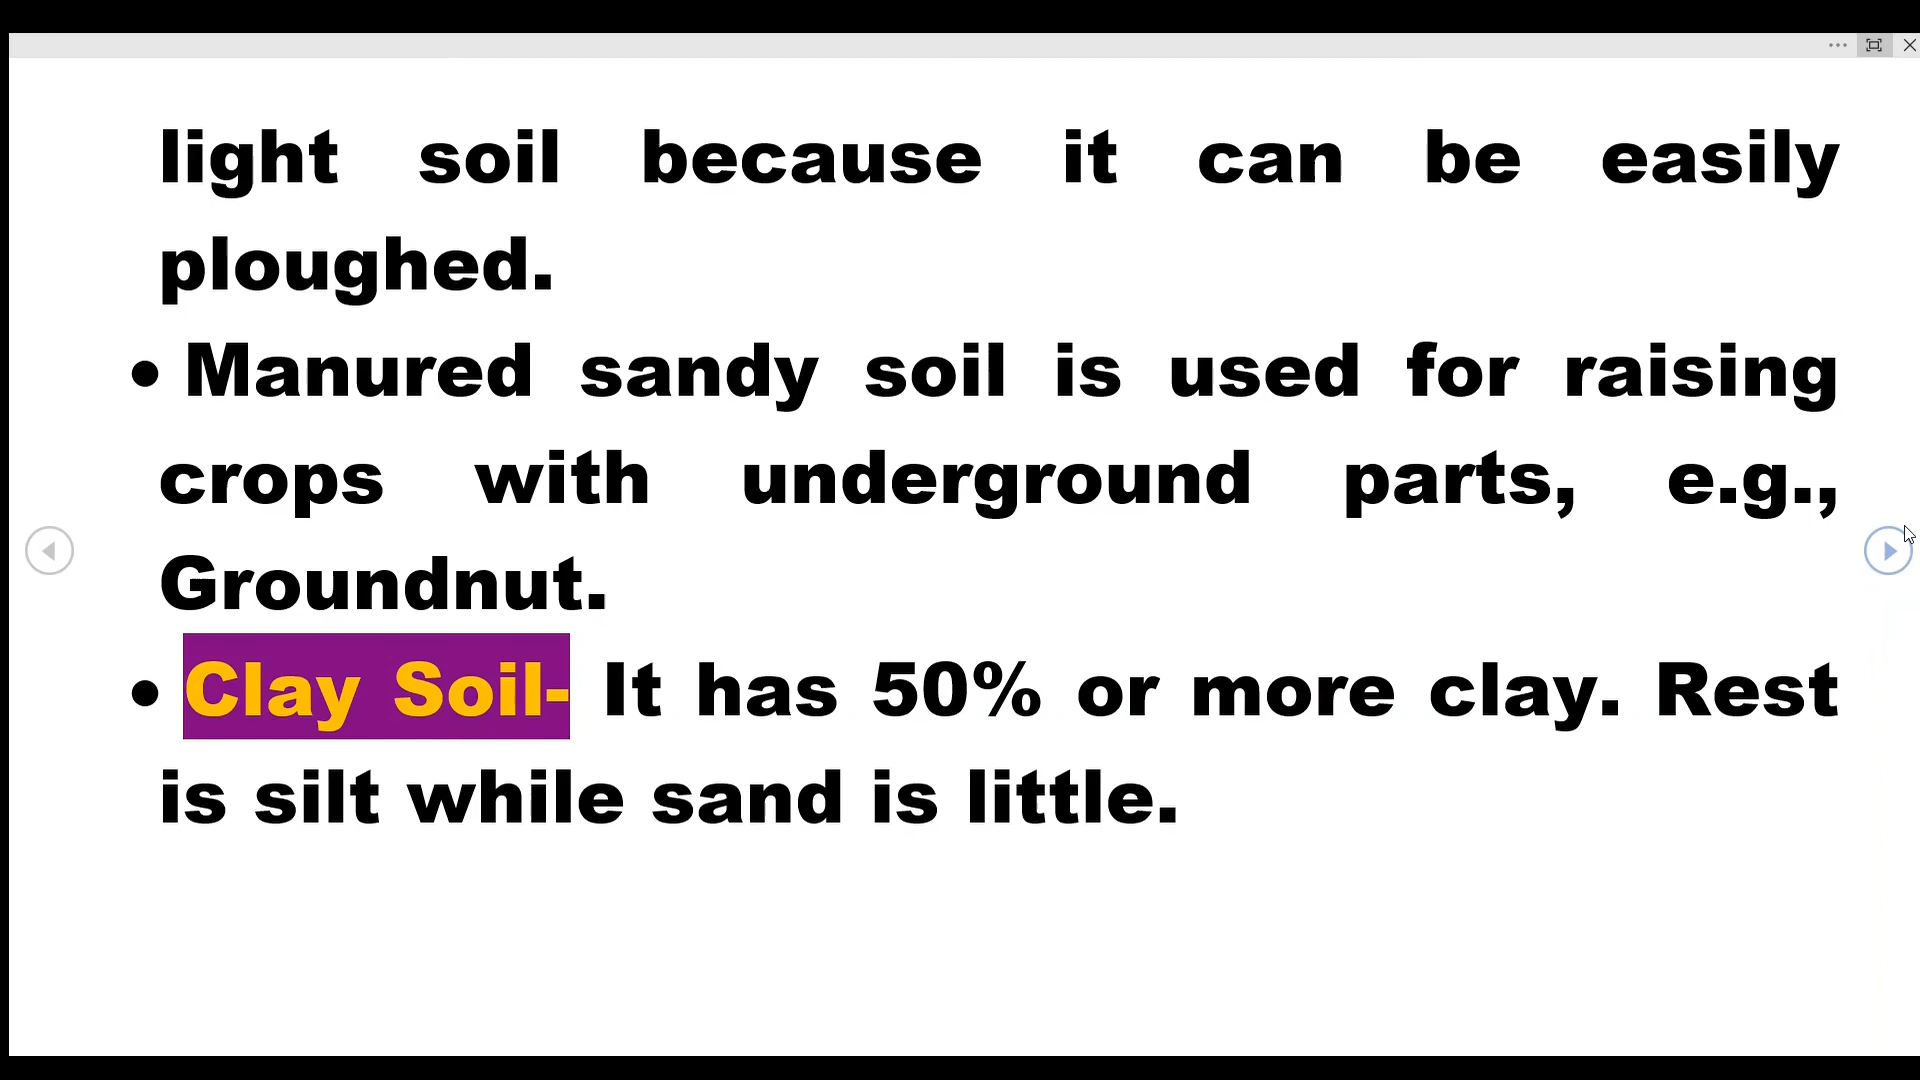 light soil because it can be easily
ploughed.
• Manured sandy soil is used for raising
crops with underground parts, e.g.,
Groundnut.
• Clay Soil- It has 50% or more clay. Rest
is silt while sand is little.